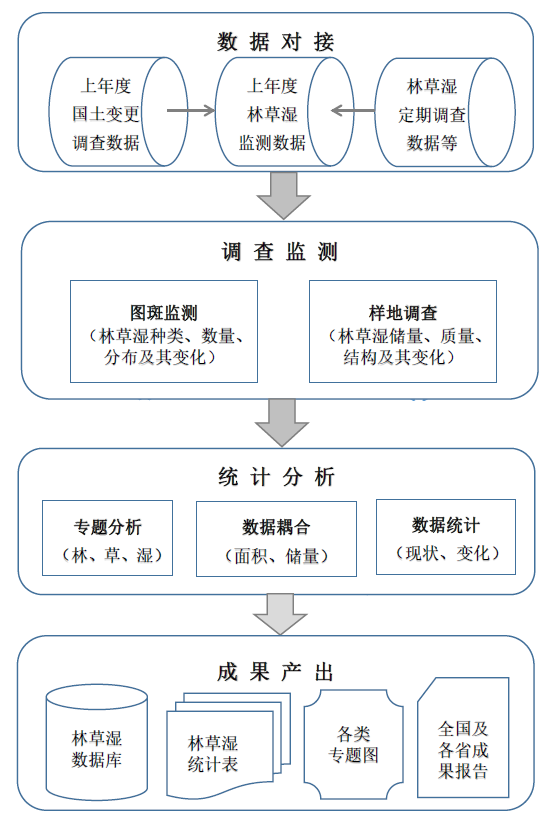 数据对接
上年度
国土变更
调查数据
上年度
林草湿
监测数据
林草湿
定期调查
数据等
调查监测
图斑监测
（林草湿种类、数量、
分布及其变化）
样地调查
（林草湿储量、质量、
结构及其变化）
统计分析
专题分析
（林、草、湿）
数据耦合
（面积、储量）
数据统计
（现状、变化）
成果产出
林草湿
数据库
林草湿
统计表
各类
专题图
全国及
各省成
果报告